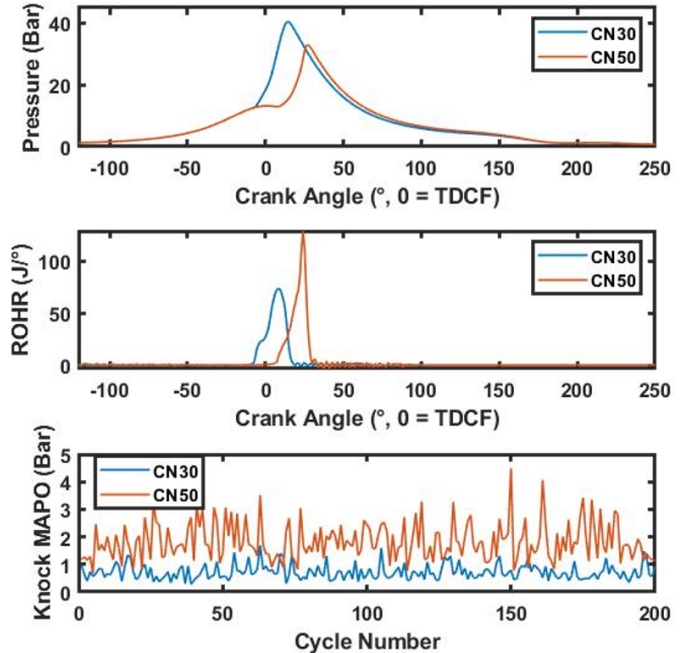 Pressure (Bar)
40
20
0
CN30
CN50
-100 -50 0 50 100 150 200 250
Crank Angle (°, 0 = TDCF)
ROHR (J/°)
100
50
0
CN30
CN50
-100 -50 0 50 100 150 200 250
Crank Angle (°, 0 = TDCF)
Knock MAPO (Bar)
5
4
3
2
1
0
CN30
CN50
0 50 100 150 200
Cycle Number